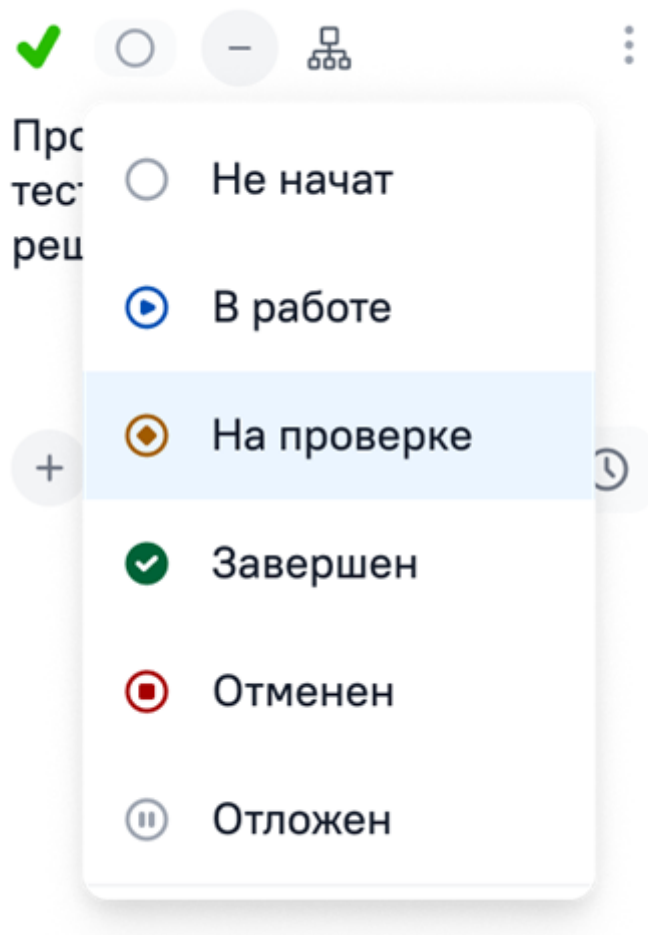 Не начат
В работе
На проверке
Завершен
Отменен
Отложен